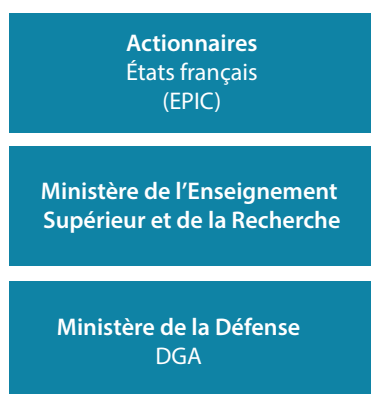 Actionnaires
États français
(EPIC)
Ministère de l’Enseignement
Supérieur et de la Recherche
Ministère de la Défense
DGA